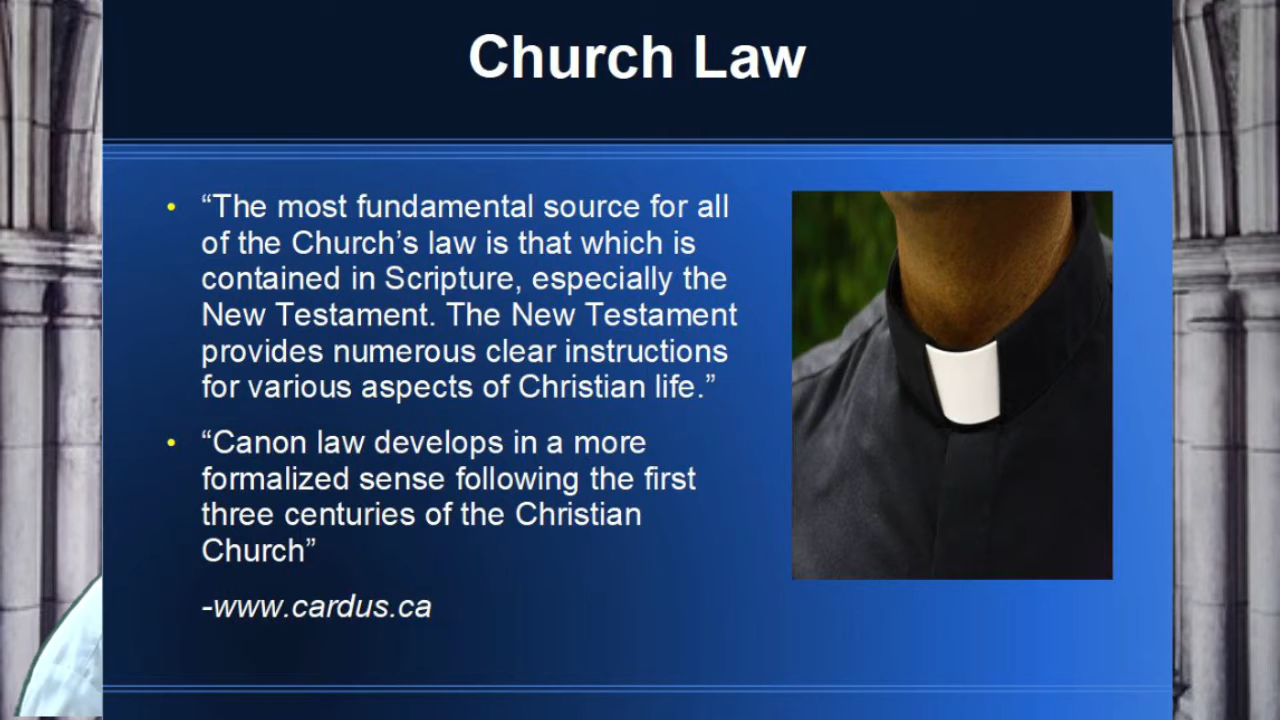 Church Law
• “The most fundamental source for all
of the Church’s law is that which is
contained in Scripture, especially the
New Testament. The New Testament
provides numerous clear instructions
for various aspects of Christian life.”
• “Canon law develops in a more
formalized sense following the first
three centuries of the Christian
Church”
-www.cardus.ca